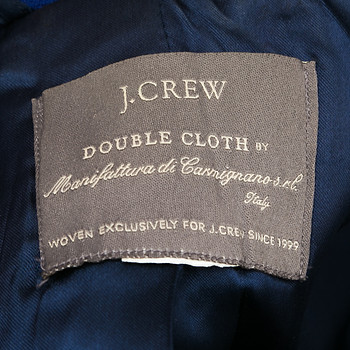 J.CREW
DOUBLE CLOTH BY
Manifattura di Carmignano s.r.l.
Italy
WOVEN EXCLUSIVELY FOR J.CREW SINCE 1999